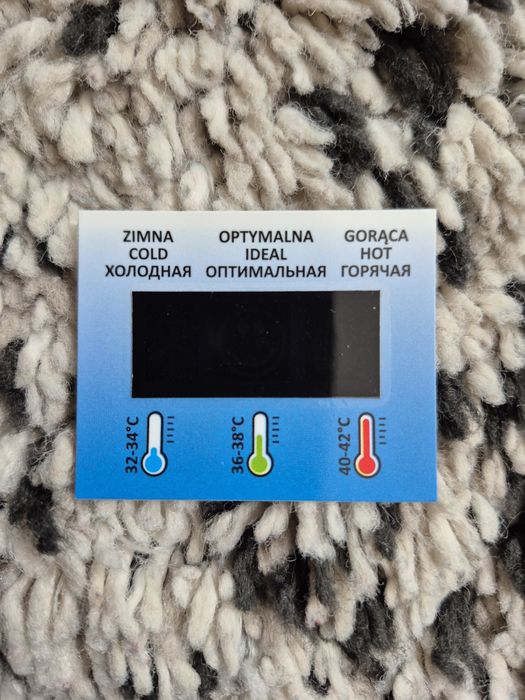 ZIMNA OPTYMALNA GORĄCA
COLD IDEAL HOT
ХОЛОДНАЯ ОПТИМАЛЬНАЯ ГОРЯЧАЯ
32-34°C 36-38°C 40-42°C